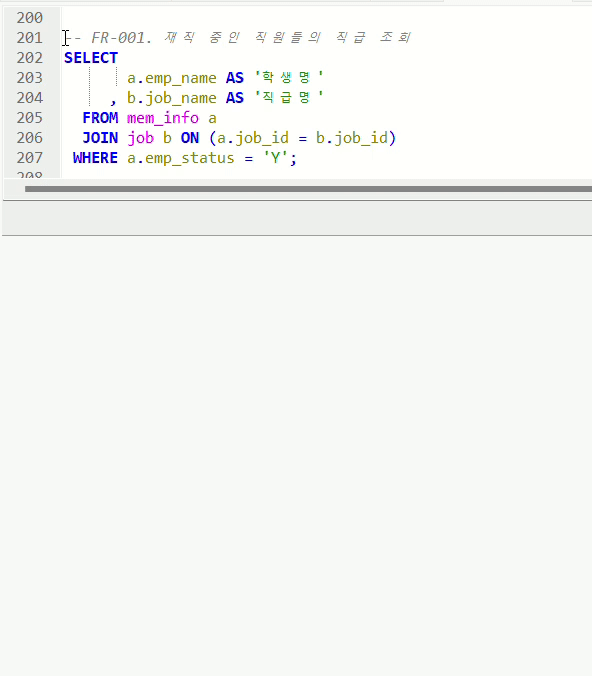 200
201 -- FR-001. 재직 중인 직원들의 직급 조회
202 SELECT
203 a.emp_name AS '학생명'
204 , b.job_name AS '직급명'
205 FROM mem_info a
206 JOIN job b ON (a.job_id = b.job_id)
207 WHERE a.emp_status = 'Y';
208